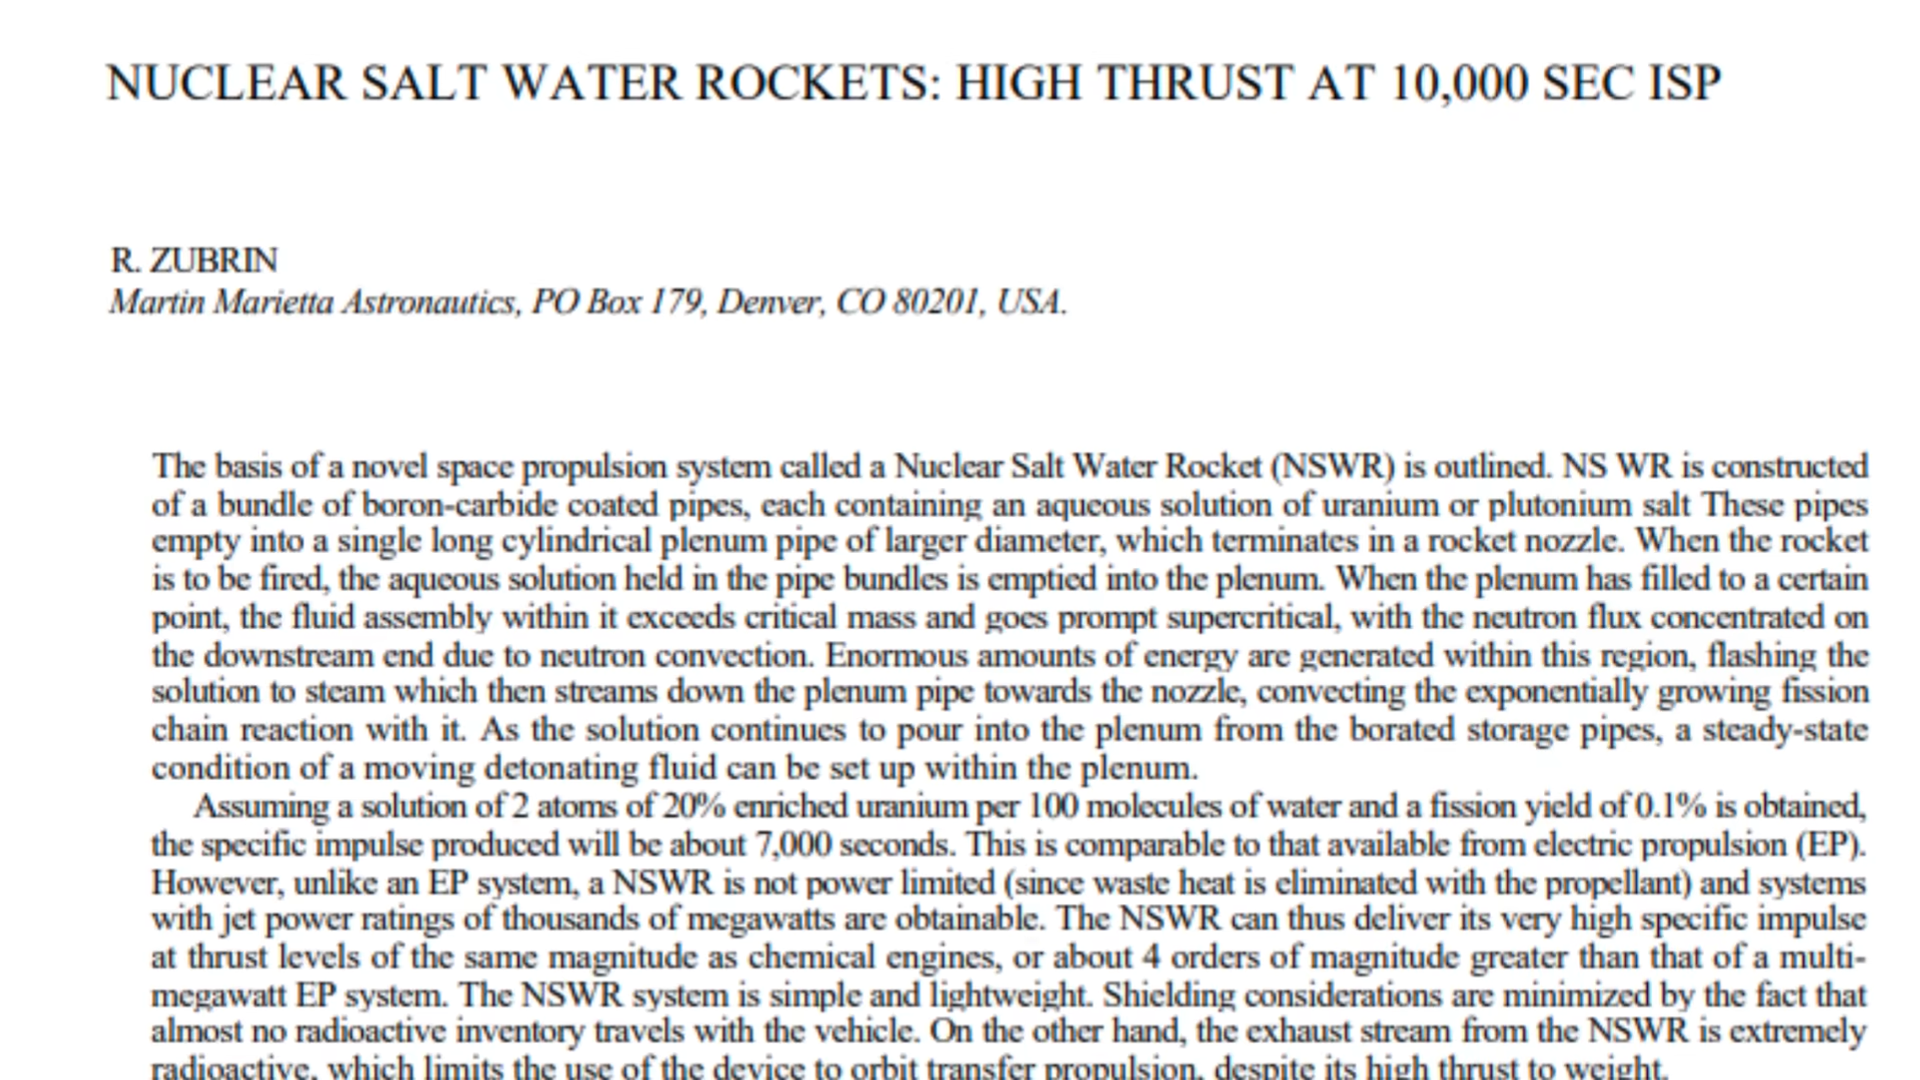 NUCLEAR SALT WATER ROCKETS: HIGH THRUST AT 10,000 SEC ISP
R. ZUBRIN
Martin Marietta Astronautics, PO Box 179, Denver, CO 80201, USA.
The basis of a novel space propulsion system called a Nuclear Salt Water Rocket (NSWR) is outlined. NS WR is constructed
of a bundle of boron-carbide coated pipes, each containing an aqueous solution of uranium or plutonium salt These pipes
empty into a single long cylindrical plenum pipe of larger diameter, which terminates in a rocket nozzle. When the rocket
is to be fired, the aqueous solution held in the pipe bundles is emptied into the plenum. When the plenum has filled to a certain
point, the fluid assembly within it exceeds critical mass and goes prompt supercritical, with the neutron flux concentrated on
the downstream end due to neutron convection. Enormous amounts of energy are generated within this region, flashing the
solution to steam which then streams down the plenum pipe towards the nozzle, convecting the exponentially growing fission
chain reaction with it. As the solution continues to pour into the plenum from the borated storage pipes, a steady-state
condition of a moving detonating fluid can be set up within the plenum.
Assuming a solution of 2 atoms of 20% enriched uranium per 100 molecules of water and a fission yield of 0.1% is obtained,
the specific impulse produced will be about 7,000 seconds. This is comparable to that available from electric propulsion (EP).
However, unlike an EP system, a NSWR is not power limited (since waste heat is eliminated with the propellant) and systems
with jet power ratings of thousands of megawatts are obtainable. The NSWR can thus deliver its very high specific impulse
at thrust levels of the same magnitude as chemical engines, or about 4 orders of magnitude greater than that of a multi-
megawatt EP system. The NSWR system is simple and lightweight. Shielding considerations are minimized by the fact that
almost no radioactive inventory travels with the vehicle. On the other hand, the exhaust stream from the NSWR is extremely
radioactive, which limits the use of the device to orbit transfer propulsion, despite its high thrust to weight.